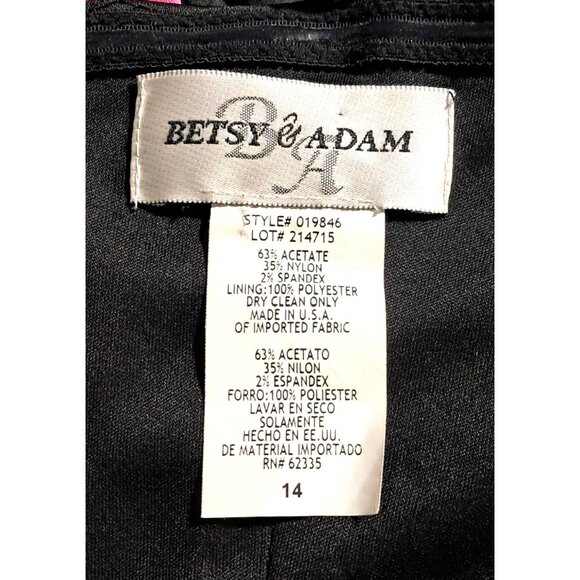 BETSY & ADAM
BA
STYLE# 019846
LOT# 214715
63% ACETATE
35% NYLON
2% SPANDEX
LINING:100% POLYESTER
DRY CLEAN ONLY
MADE IN U.S.A.
OF IMPORTED FABRIC
63% ACETATO
35% NILON
2% ESPANDEX
FORRO:100% POLIESTER
LAVAR EN SECO
SOLAMENTE
HECHO EN EE.UU.
DE MATERIAL IMPORTADO
RN# 62335
14